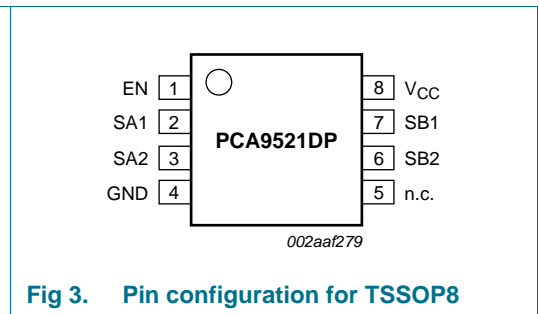 EN 1 8 VCC
SA1 2 7 SB1
PCA9521DP
SA2 3 6 SB2
GND 4 5 n.c.
002aaf279
Fig 3. Pin configuration for TSSOP8